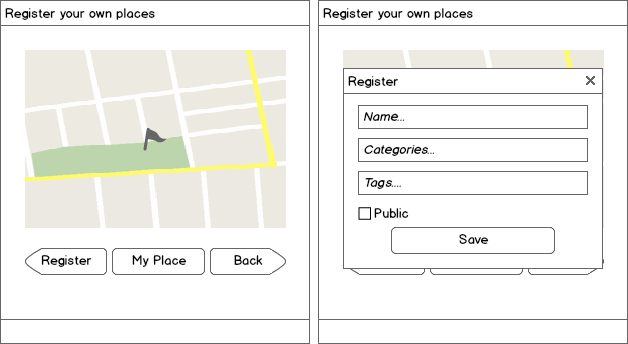 Register your own places
Register
My Place
Back
Register your own places
Register
Name...
Categories...
Tags....
Public
Save